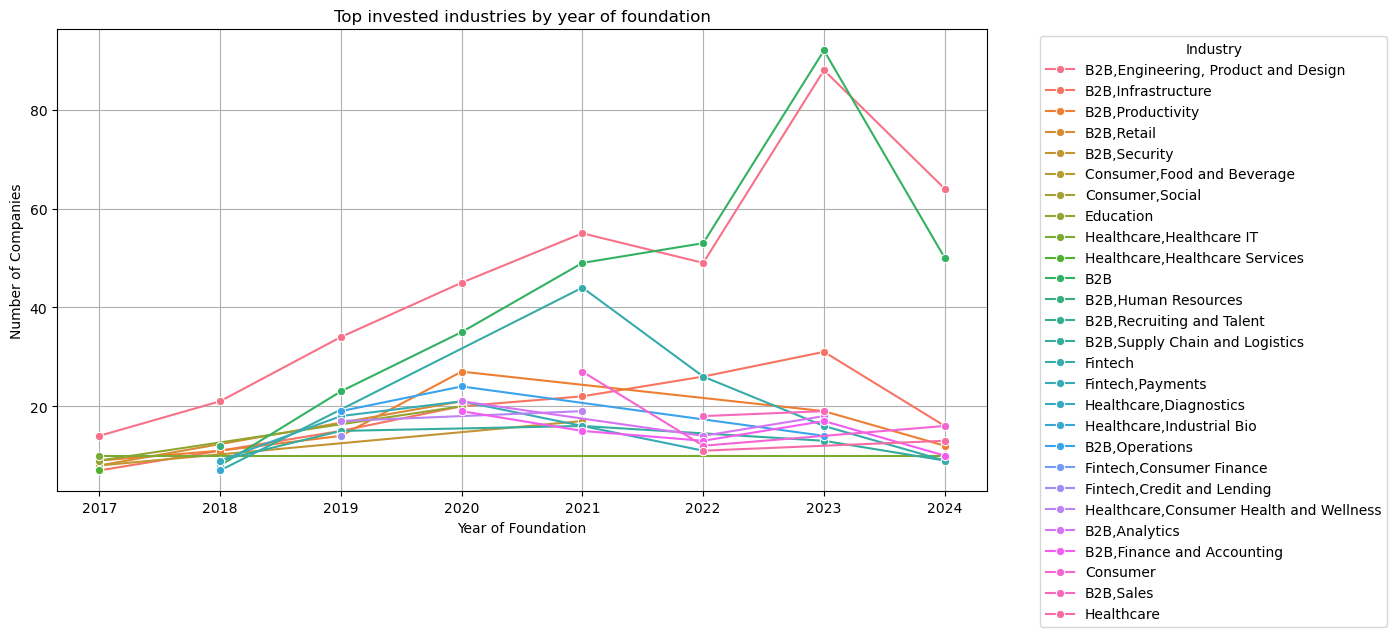 Top invested industries by year of foundation
Number of Companies
80
60
40
20
2017 2018 2019 2020 2021 2022 2023 2024
Year of Foundation
Industry
B2B,Engineering, Product and Design
B2B,Infrastructure
B2B,Productivity
B2B,Retail
B2B,Security
Consumer,Food and Beverage
Consumer,Social
Education
Healthcare,Healthcare IT
Healthcare,Healthcare Services
B2B
B2B,Human Resources
B2B,Recruiting and Talent
B2B,Supply Chain and Logistics
Fintech
Fintech,Payments
Healthcare,Diagnostics
Healthcare,Industrial Bio
B2B,Operations
Fintech,Consumer Finance
Fintech,Credit and Lending
Healthcare,Consumer Health and Wellness
B2B,Analytics
B2B,Finance and Accounting
Consumer
B2B,Sales
Healthcare